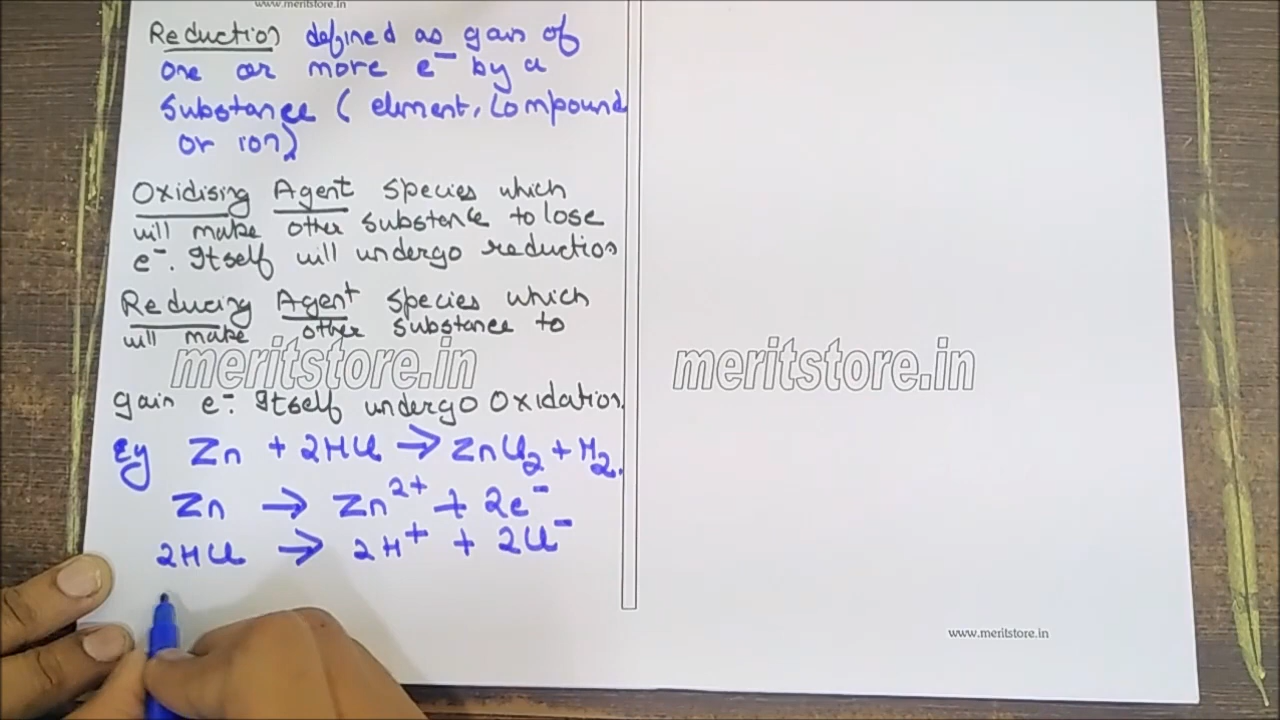 www.meritstore.in
Reduction defined as gain of
one or more e⁻ by a
substance ( element, compound
or ion)
Oxidising Agent species which
will make other substance to lose
e⁻. Itself will undergo reduction
Reducing Agent species which
will make other substance to
meritstore.in
gain e⁻. Itself undergo Oxidation.
Eg Zn + 2HCl → ZnCl₂ + H₂.
Zn → Zn²⁺ + 2e⁻
2HCl → 2H⁺ + 2Cl⁻
meritstore.in
www.meritstore.in